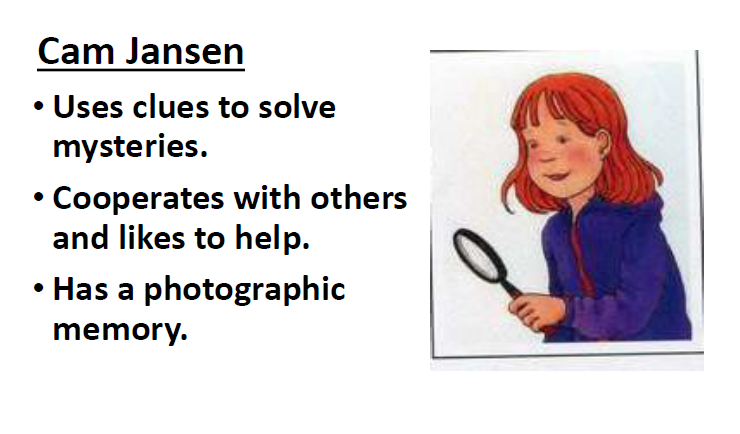 Cam Jansen
• Uses clues to solve
mysteries.
• Cooperates with others
and likes to help.
• Has a photographic
memory.